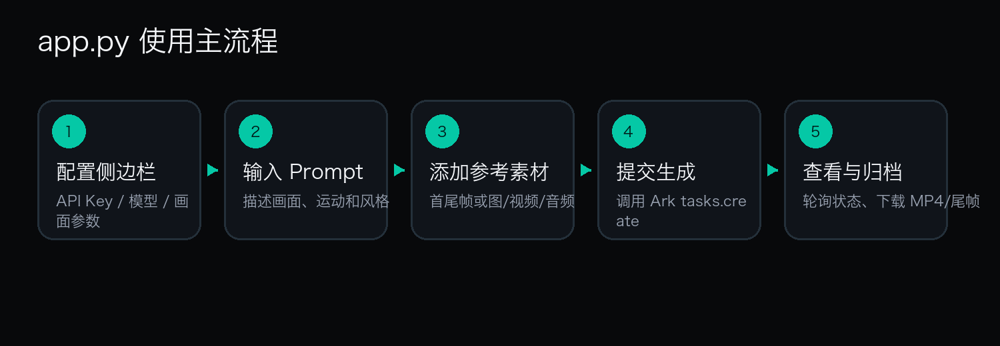 app.py 使用主流程
1
配置侧边栏
API Key / 模型 / 画
面参数
2
输入 Prompt
描述画面、运动和风格
3
添加参考素材
首尾帧或图/视频/音频
4
提交生成
调用 Ark tasks.cre
ate
5
查看与归档
轮询状态、下载 MP4/尾帧